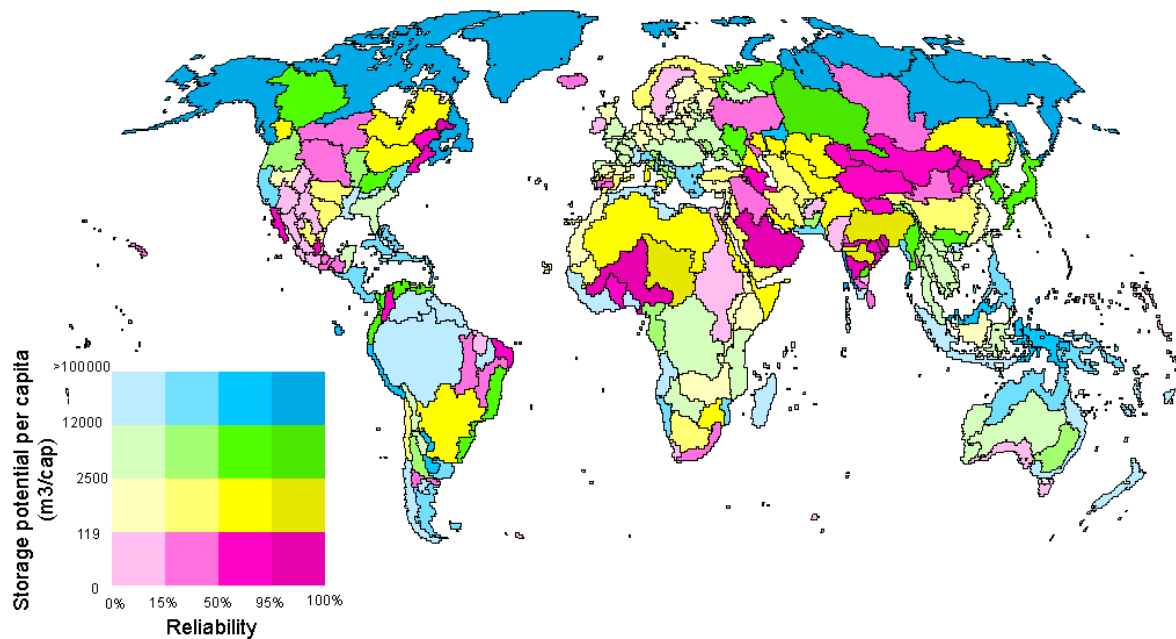 Storage potential per capita
(m3/cap)
>100000
12000
2500
119
0
0% 15% 50% 95% 100%
Reliability